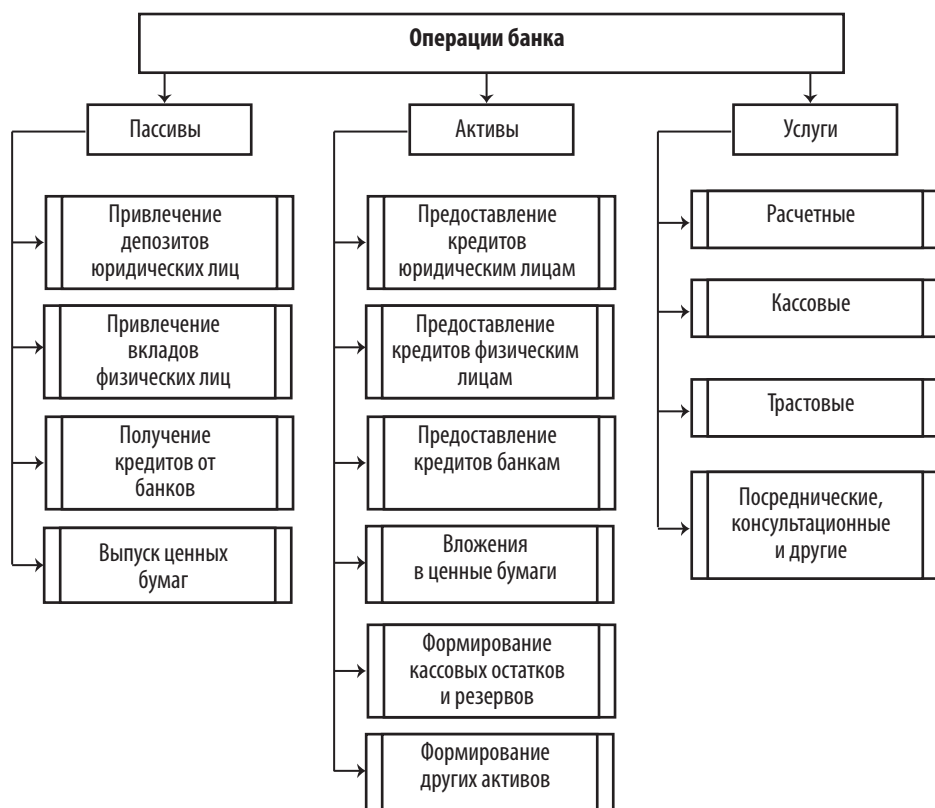 Операции банка
Пассивы
Привлечение
депозитов
юридических лиц
Привлечение
вкладов
физических лиц
Получение
кредитов от
банков
Выпуск ценных
бумаг
Активы
Предоставление
кредитов
юридическим лицам
Предоставление
кредитов физическим
лицам
Предоставление
кредитов банкам
Вложения
в ценные бумаги
Формирование
кассовых остатков
и резервов
Формирование
других активов
Услуги
Расчетные
Кассовые
Трастовые
Посреднические,
консультационные
и другие